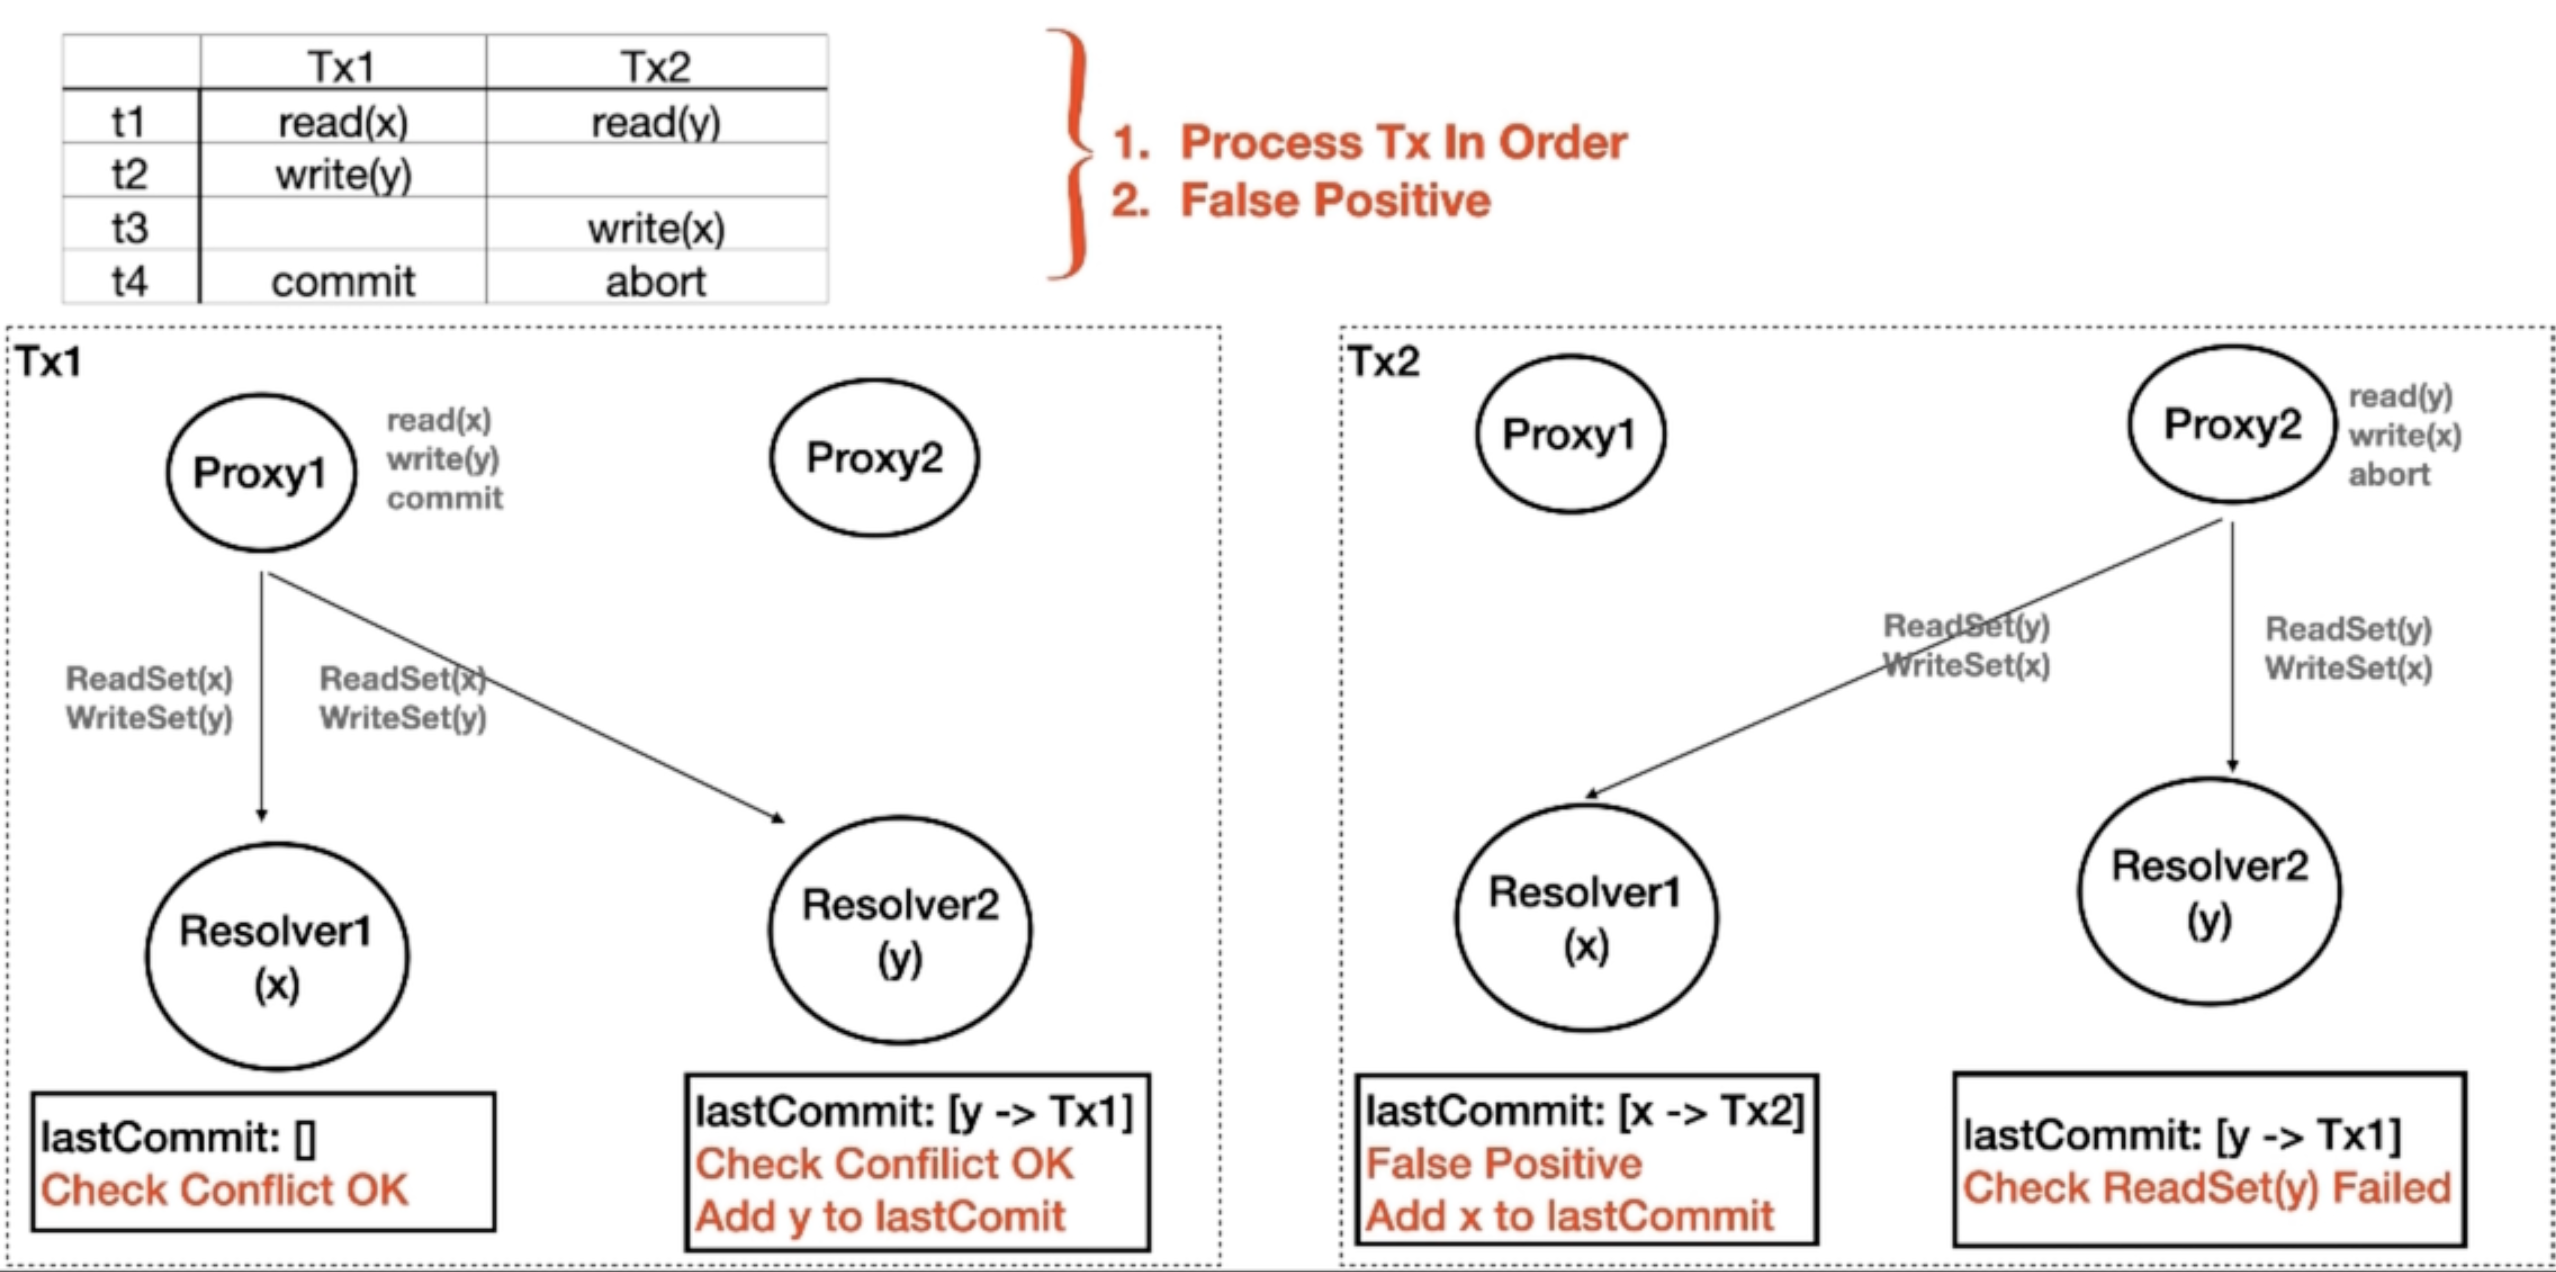 Tx1 Tx2
t1 read(x) read(y)
t2 write(y)
t3 write(x)
t4 commit abort
1. Process Tx In Order
2. False Positive
Tx1
Proxy1
read(x)
write(y)
commit
Proxy2
ReadSet(x)
WriteSet(y)
ReadSet(x)
WriteSet(y)
Resolver1
(x)
Resolver2
(y)
lastCommit: []
Check Conflict OK
lastCommit: [y -> Tx1]
Check Confilict OK
Add y to lastComit
Tx2
Proxy1
Proxy2
read(y)
write(x)
abort
ReadSet(y)
WriteSet(x)
ReadSet(y)
WriteSet(x)
Resolver1
(x)
Resolver2
(y)
lastCommit: [x -> Tx2]
False Positive
Add x to lastCommit
lastCommit: [y -> Tx1]
Check ReadSet(y) Failed